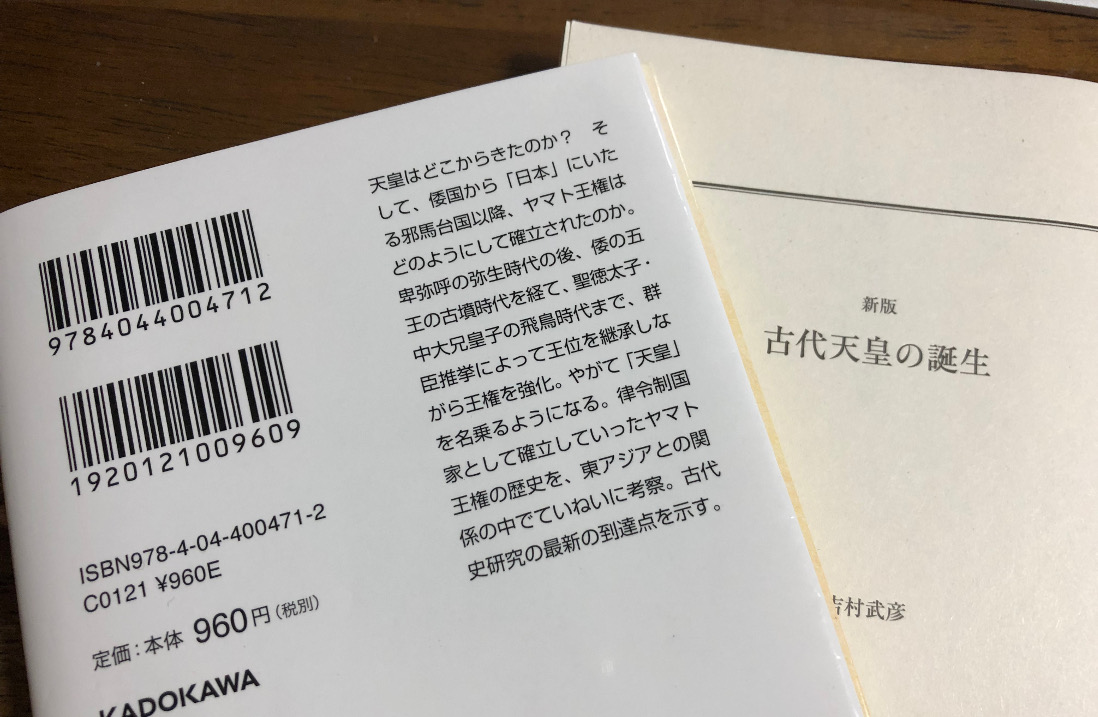 9784044004712
1920121009609
ISBN978-4-04-400471-2
C0121 ¥960E
定価：本体 960円（税別）
KADOKAWA
天皇はどこからきたのか？　そ
して、倭国から「日本」にいた
る邪馬台国以降、ヤマト王権は
どのようにして確立されたのか。
卑弥呼の弥生時代の後、倭の五
王の古墳時代を経て、聖徳太子・
中大兄皇子の飛鳥時代まで、群
臣推挙によって王位を継承しな
がら王権を強化。やがて「天皇」
を名乗るようになる。律令制国
家として確立していったヤマト
王権の歴史を、東アジアとの関
係の中でていねいに考察。古代
史研究の最新の到達点を示す。
新版
古代天皇の誕生
吉村武彦